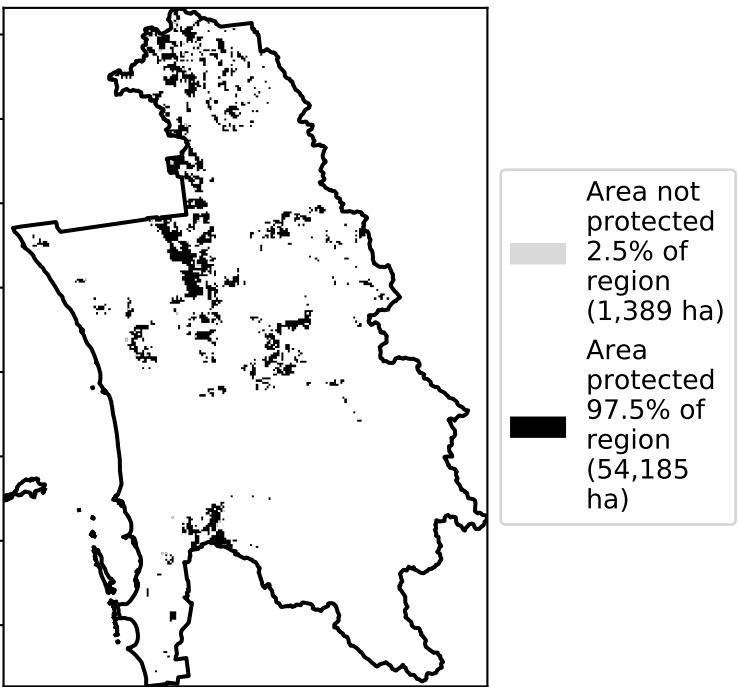 Area not
protected
2.5% of
region
(1,389 ha)
Area
protected
97.5% of
region
(54,185
ha)